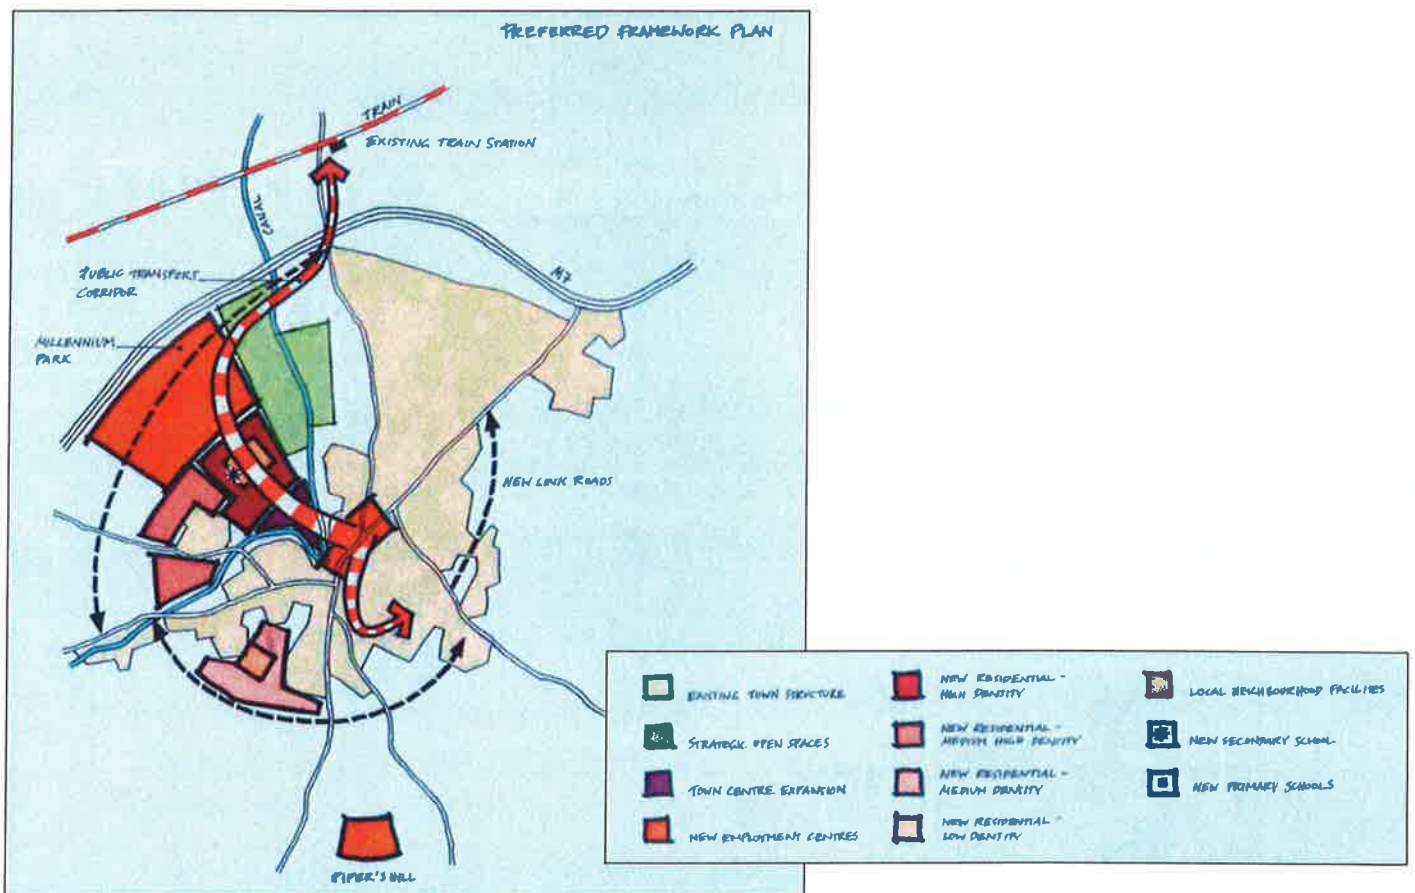 PREFERRED FRAMEWORK PLAN
TRAIN
EXISTING TRAIN STATION
CANAL
M7
PUBLIC TRANSPORT
CORRIDOR
MILLENNIUM
PARK
NEW LINK ROADS
PIPER'S HILL
EXISTING TOWN STRUCTURE
STRATEGIC OPEN SPACES
TOWN CENTRE EXPANSION
NEW EMPLOYMENT CENTRES
NEW RESIDENTIAL -
HIGH DENSITY
NEW RESIDENTIAL -
MEDIUM HIGH DENSITY
NEW RESIDENTIAL -
MEDIUM DENSITY
NEW RESIDENTIAL -
LOW DENSITY
LOCAL NEIGHBOURHOOD FACILITIES
NEW SECONDARY SCHOOL
NEW PRIMARY SCHOOLS